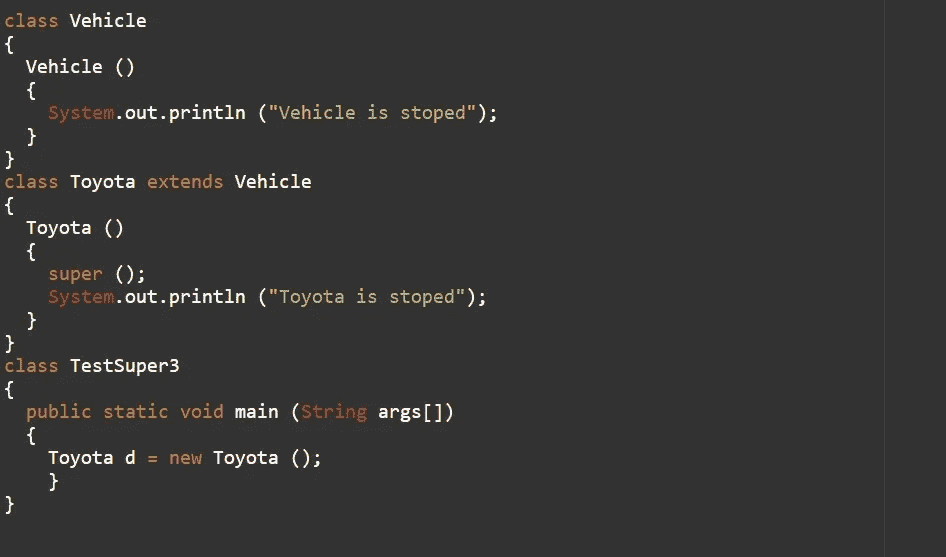 class Vehicle
{
  Vehicle ()
  {
    System.out.println ("Vehicle is stoped");
  }
}
class Toyota extends Vehicle
{
  Toyota ()
  {
    super ();
    System.out.println ("Toyota is stoped");
  }
}
class TestSuper3
{
  public static void main (String args[])
  {
    Toyota d = new Toyota ();
    }
}